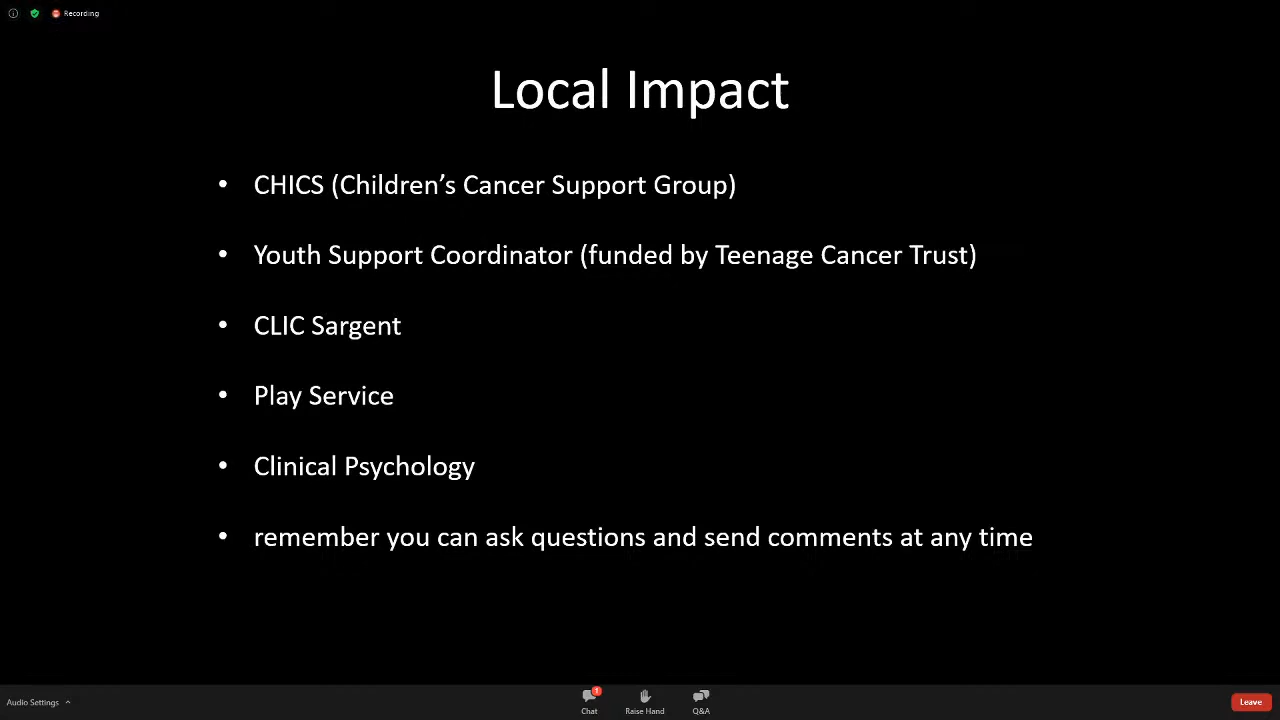 Recording
Local Impact
• CHICS (Children’s Cancer Support Group)
• Youth Support Coordinator (funded by Teenage Cancer Trust)
• CLIC Sargent
• Play Service
• Clinical Psychology
• remember you can ask questions and send comments at any time
Audio Settings
1
Chat
Raise Hand
Q&A
Leave